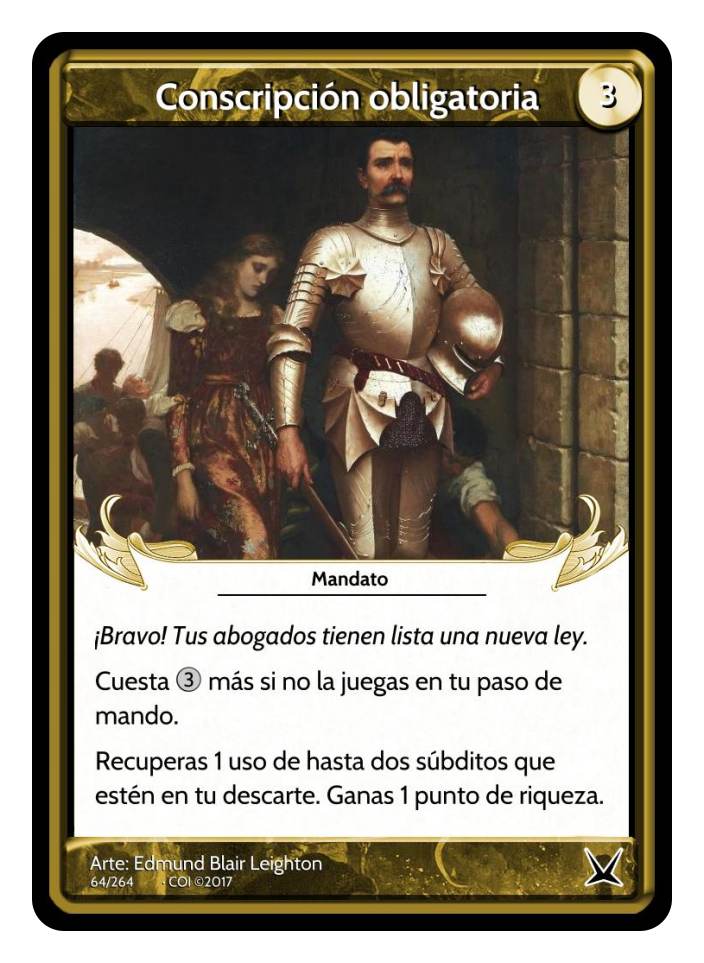 Conscripción obligatoria
3
Mandato
¡Bravo! Tus abogados tienen lista una nueva ley.
Cuesta 3 más si no la juegas en tu paso de
mando.
Recuperas 1 uso de hasta dos súbditos que
estén en tu descarte. Ganas 1 punto de riqueza.
Arte: Edmund Blair Leighton
64/264 · COI ©2017